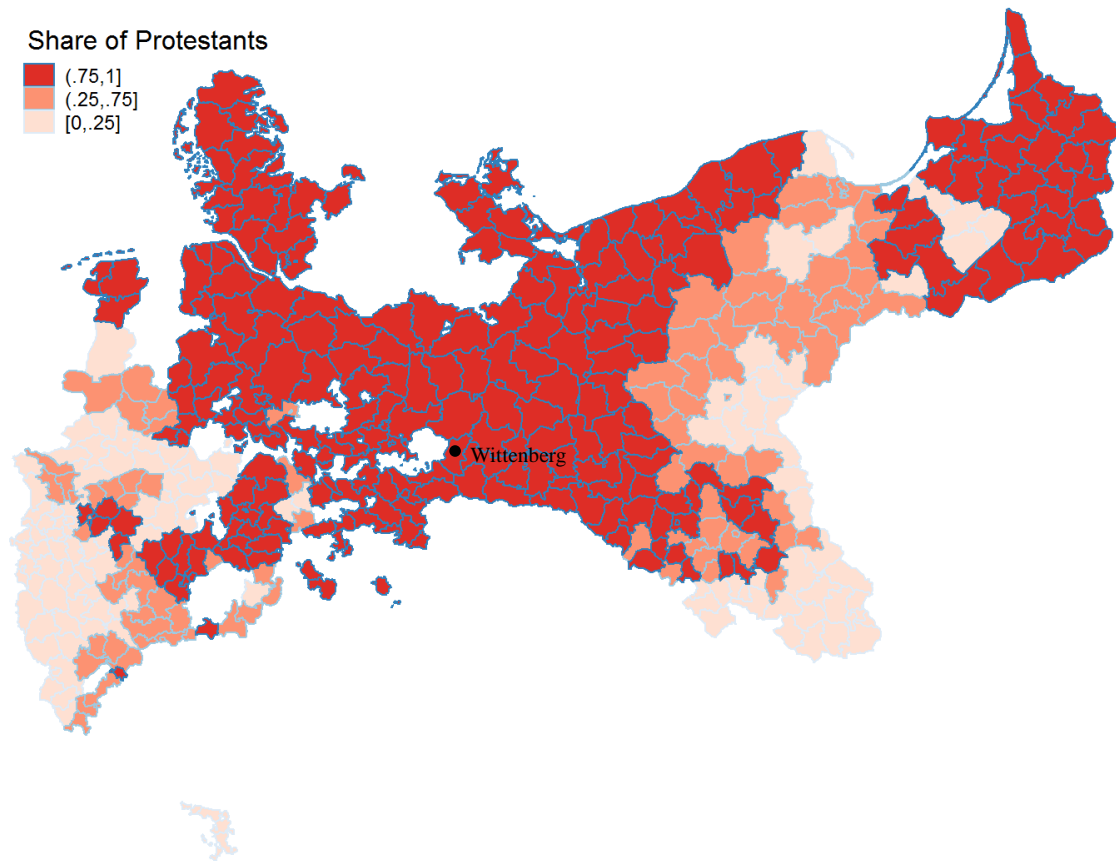 Share of Protestants
(.75,1]
(.25,.75]
[0,.25]
Wittenberg